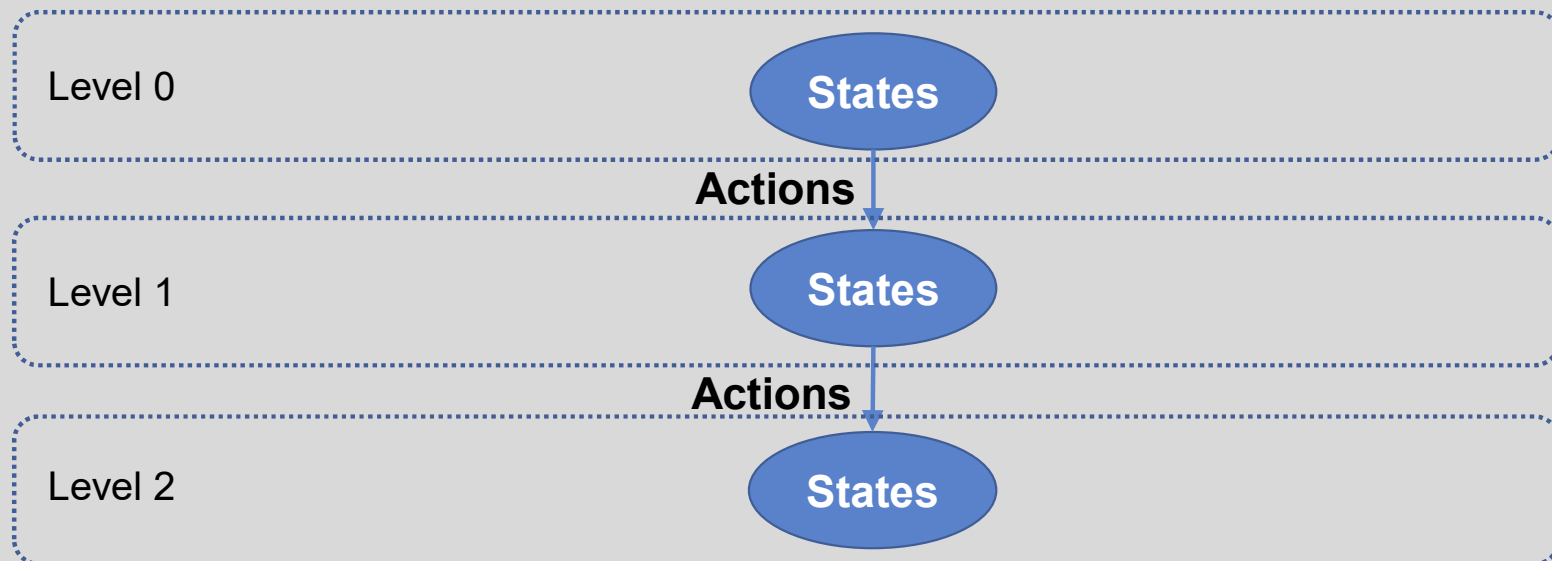 Level 0
States
Actions
Level 1
States
Actions
Level 2
States